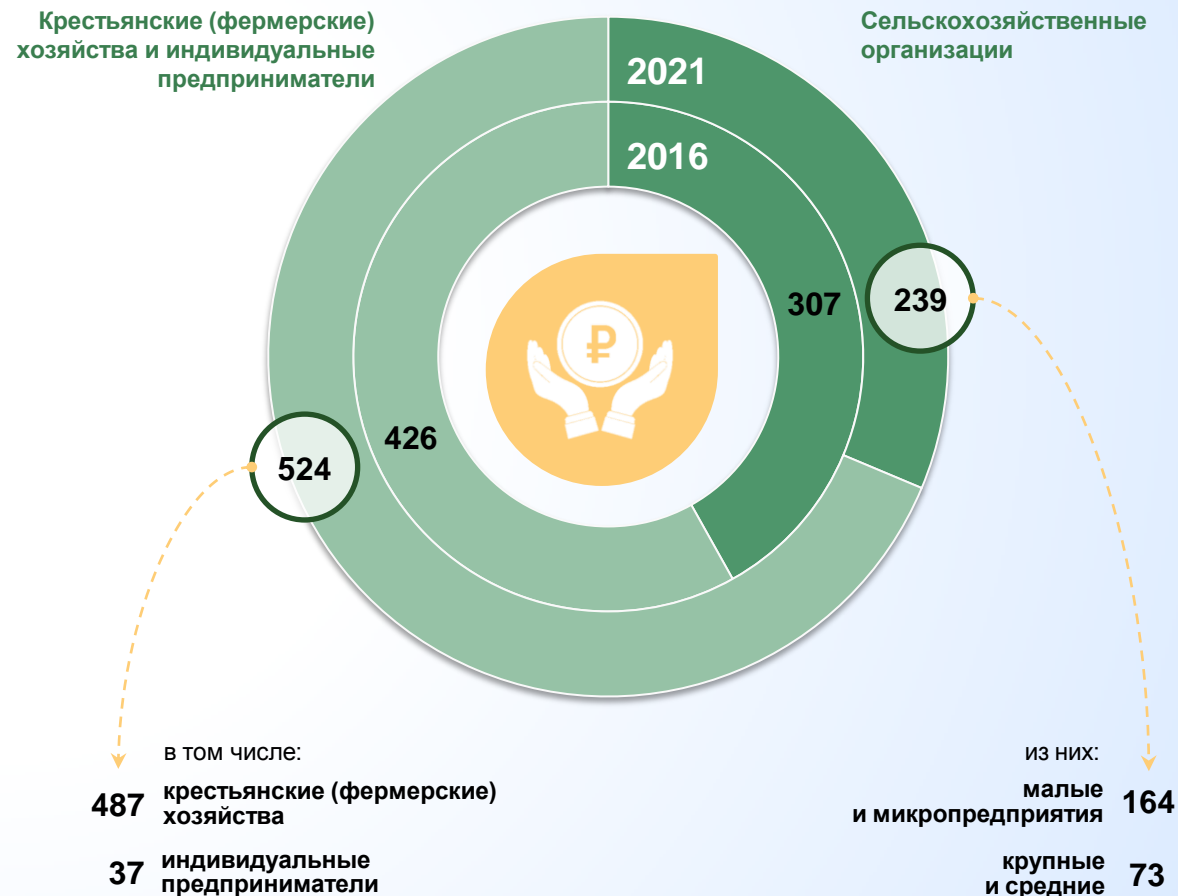 Крестьянские (фермерские)
хозяйства и индивидуальные
предприниматели
Сельскохозяйственные
организации
2021
2016
307
239
426
524
₽
в том числе:
487 крестьянские (фермерские)
хозяйства
37 индивидуальные
предприниматели
из них:
малые
и микропредприятия 164
крупные
и средние 73